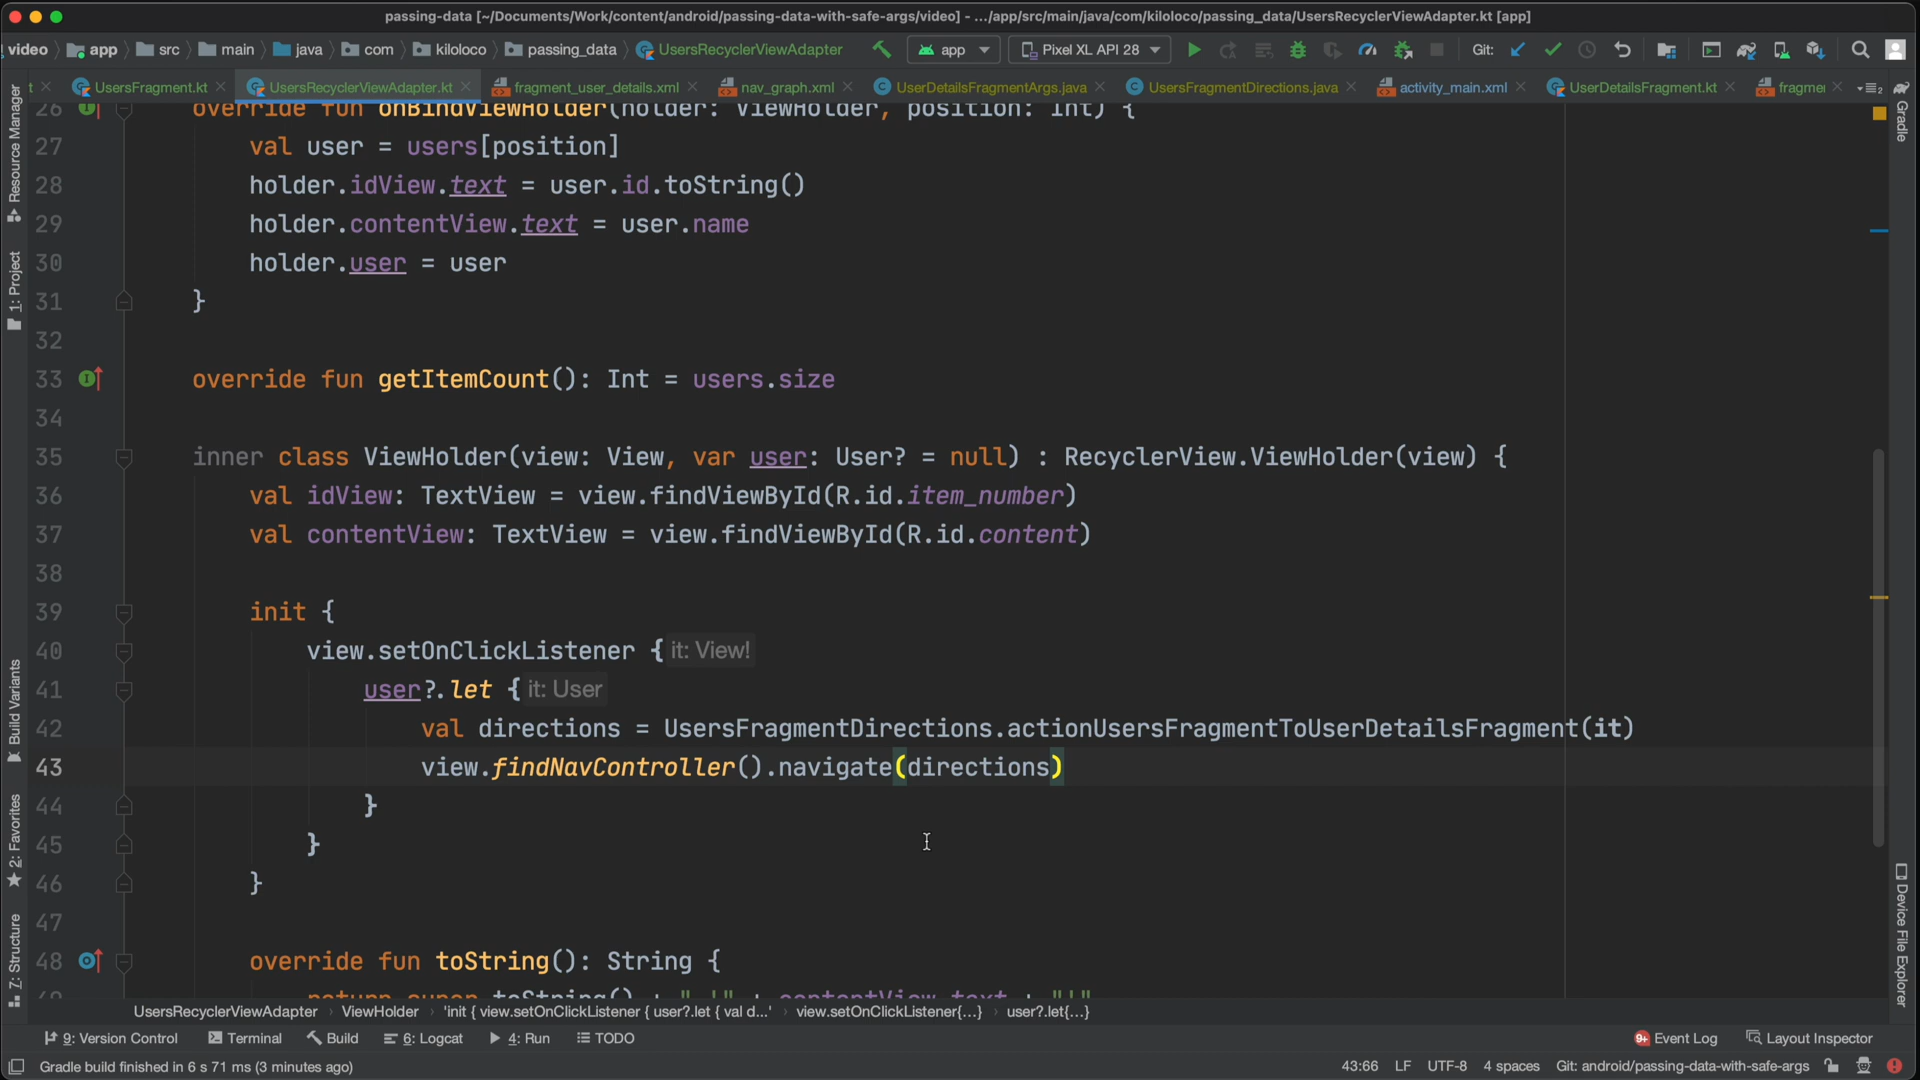 passing-data [~/Documents/Work/content/android/passing-data-with-safe-args/video] - .../app/src/main/java/com/kiloloco/passing_data/UsersRecyclerViewAdapter.kt [app]
video app src main java com kiloloco passing_data UsersRecyclerViewAdapter app Pixel XL API 28 Git:
t UsersFragment.kt UsersRecyclerViewAdapter.kt fragment_user_details.xml nav_graph.xml UserDetailsFragmentArgs.java UsersFragmentDirections.java activity_main.xml UserDetailsFragment.kt fragme
Resource Manager
1: Project
Build Variants
2: Favorites
7: Structure
26 override fun onBindViewHolder(holder: ViewHolder, position: Int) {
27 val user = users[position]
28 holder.idView.text = user.id.toString()
29 holder.contentView.text = user.name
30 holder.user = user
31 }
32
33 override fun getItemCount(): Int = users.size
34
35 inner class ViewHolder(view: View, var user: User? = null) : RecyclerView.ViewHolder(view) {
36 val idView: TextView = view.findViewById(R.id.item_number)
37 val contentView: TextView = view.findViewById(R.id.content)
38
39 init {
40 view.setOnClickListener { it: View!
41 user?.let { it: User
42 val directions = UsersFragmentDirections.actionUsersFragmentToUserDetailsFragment(it)
43 view.findNavController().navigate(directions)
44 }
45 }
46 }
47
48 override fun toString(): String {
Gradle
Device File Explorer
UsersRecyclerViewAdapter › ViewHolder › 'init { view.setOnClickListener { user?.let { val d...' › view.setOnClickListener{...} › user?.let{...}
9: Version Control Terminal Build 6: Logcat 4: Run TODO 9+ Event Log Layout Inspector
Gradle build finished in 6 s 71 ms (3 minutes ago) 43:66 LF UTF-8 4 spaces Git: android/passing-data-with-safe-args